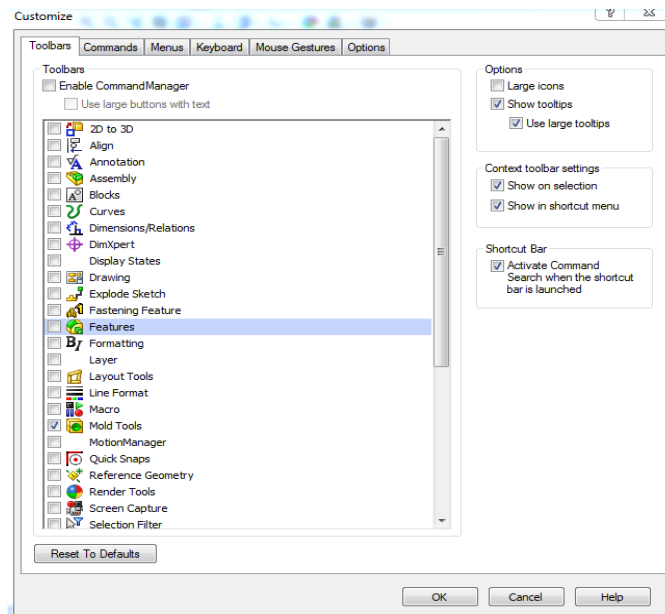 Customize
Toolbars Commands Menus Keyboard Mouse Gestures Options
Toolbars
Enable CommandManager
Use large buttons with text
2D to 3D
Align
Annotation
Assembly
Blocks
Curves
Dimensions/Relations
DimXpert
Display States
Drawing
Explode Sketch
Fastening Feature
Features
Formatting
Layer
Layout Tools
Line Format
Macro
Mold Tools
MotionManager
Quick Snaps
Reference Geometry
Render Tools
Screen Capture
Selection Filter
Reset To Defaults
Options
Large icons
Show tooltips
Use large tooltips
Context toolbar settings
Show on selection
Show in shortcut menu
Shortcut Bar
Activate Command
Search when the shortcut
bar is launched
OK Cancel Help